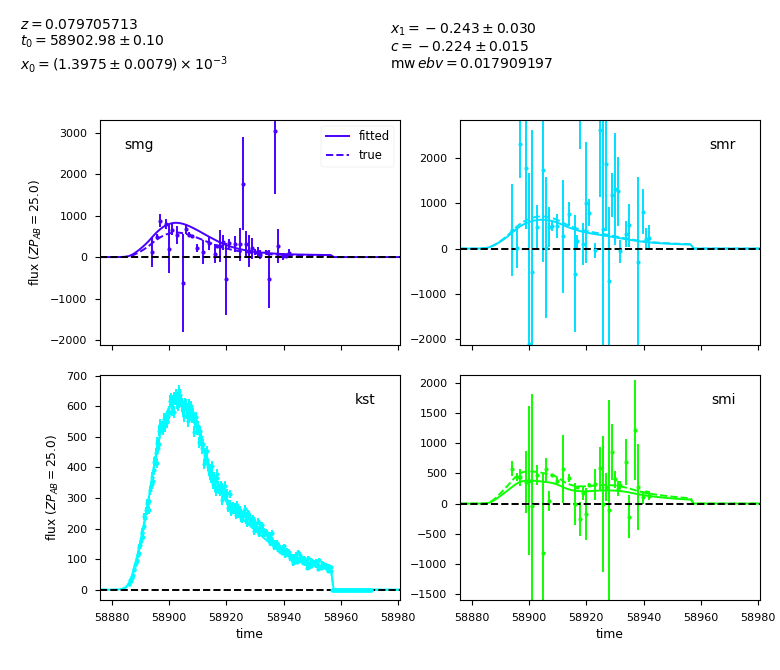 z = 0.079705713
t₀ = 58902.98 ± 0.10
x₀ = (1.3975 ± 0.0079) × 10⁻³
x₁ = −0.243 ± 0.030
c = −0.224 ± 0.015
mw ebv = 0.017909197
3000
2000
1000
0
−1000
−2000
flux (ZP_AB = 25.0)
smg
fitted
true
2000
1000
0
−1000
−2000
smr
700
600
500
400
300
200
100
0
flux (ZP_AB = 25.0)
kst
58880 58900 58920 58940 58960 58980
time
2000
1500
1000
500
0
−500
−1000
−1500
smi
58880 58900 58920 58940 58960 58980
time